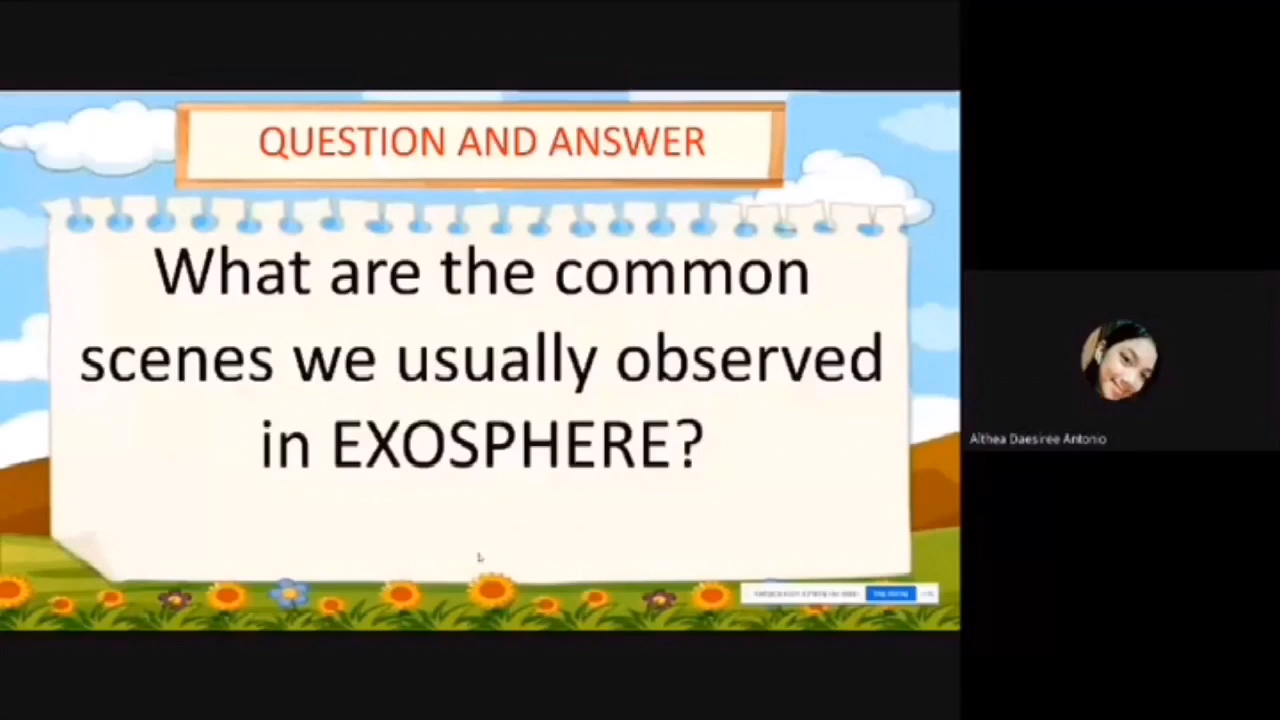 QUESTION AND ANSWER
What are the common
scenes we usually observed
in EXOSPHERE?
Althea Daesiree Antonio